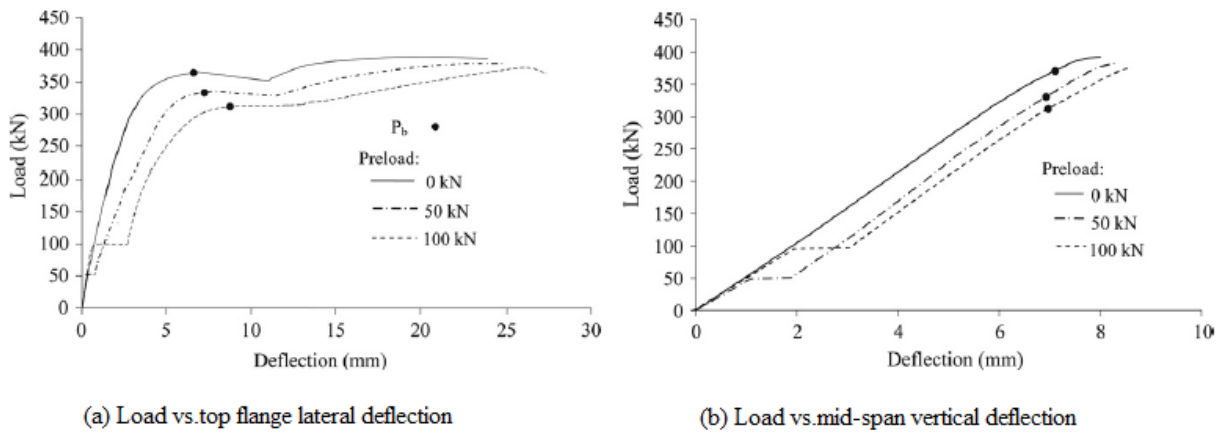 450
400
350
300
250
200
150
100
50
0
Load (kN)
0 5 10 15 20 25 30
Deflection (mm)
P_b
Preload:
0 kN
50 kN
100 kN
(a) Load vs.top flange lateral deflection
450
400
350
300
250
200
150
100
50
0
Load (kN)
0 2 4 6 8 10
Deflection (mm)
Preload:
0 kN
50 kN
100 kN
(b) Load vs.mid-span vertical deflection